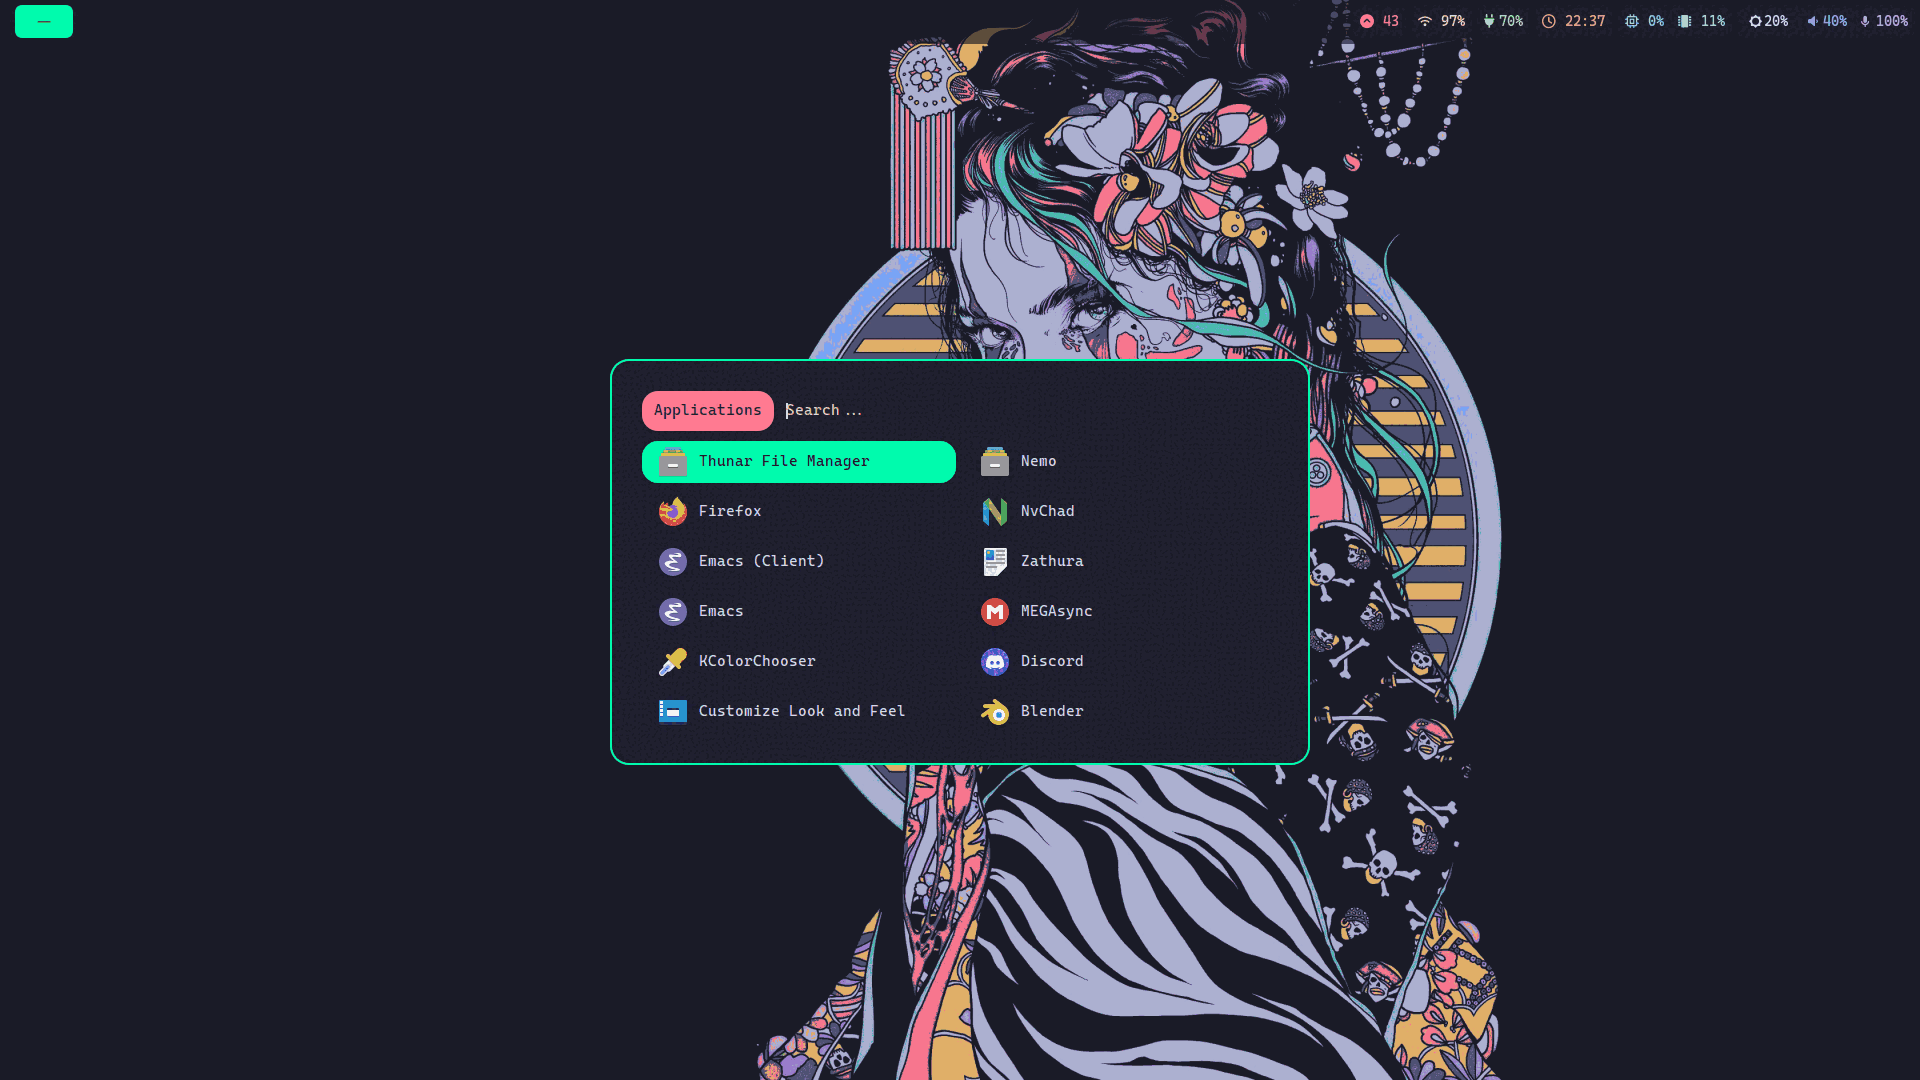 43 97% 70% 22:37 0% 11% 20% 40% 100%
Applications Search...
Thunar File Manager Nemo
Firefox NvChad
Emacs (Client) Zathura
Emacs MEGAsync
KColorChooser Discord
Customize Look and Feel Blender